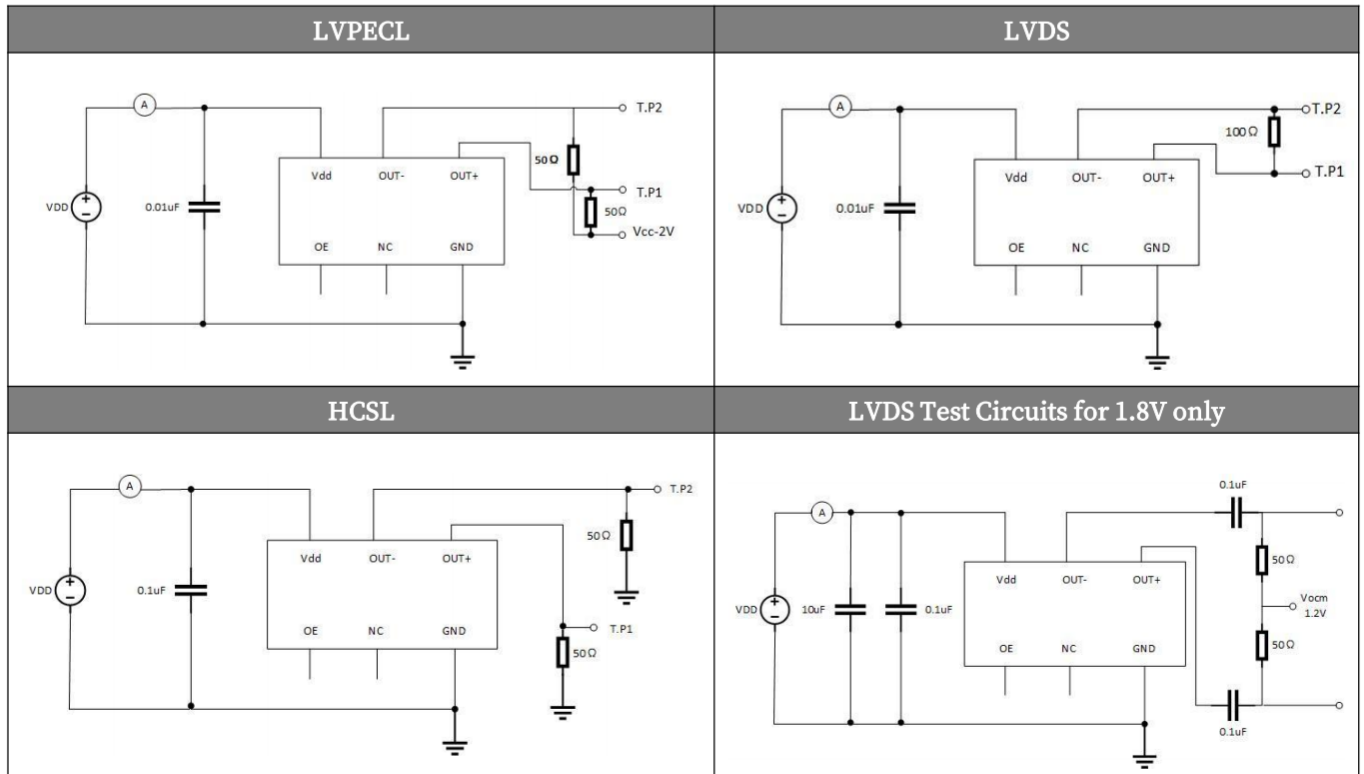 LVPECL
LVDS
A
T.P2
50Ω
Vdd OUT- OUT+
T.P1
VDD
0.01uF
50Ω
Vcc-2V
OE NC GND
A
T.P2
100Ω
Vdd OUT- OUT+
T.P1
VDD
0.01uF
OE NC GND
HCSL
LVDS Test Circuits for 1.8V only
A
T.P2
50Ω
Vdd OUT- OUT+
VDD
0.1uF
OE NC GND
T.P1
50Ω
0.1uF
A
50Ω
Vdd OUT- OUT+
VDD
10uF
0.1uF
Vocm
1.2V
50Ω
OE NC GND
0.1uF